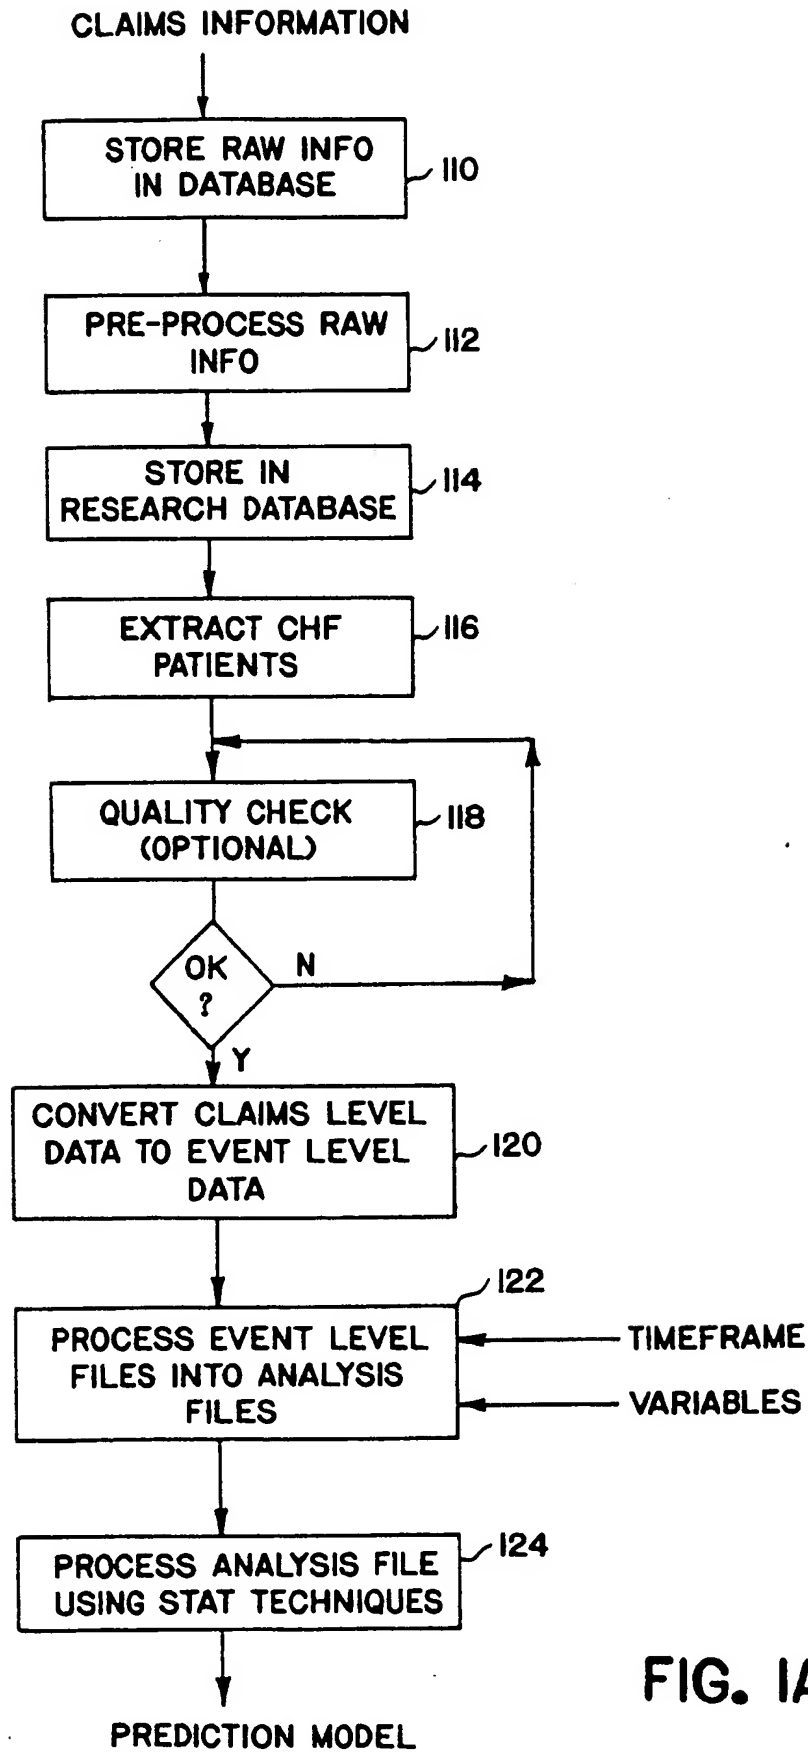 CLAIMS INFORMATION
STORE RAW INFO
IN DATABASE
110
PRE-PROCESS RAW
INFO
112
STORE IN
RESEARCH DATABASE
114
EXTRACT CHF
PATIENTS
116
QUALITY CHECK
(OPTIONAL)
118
OK
?
N
Y
CONVERT CLAIMS LEVEL
DATA TO EVENT LEVEL
DATA
120
PROCESS EVENT LEVEL
FILES INTO ANALYSIS
FILES
122
TIMEFRAME
VARIABLES
PROCESS ANALYSIS FILE
USING STAT TECHNIQUES
124
PREDICTION MODEL
FIG. 1A